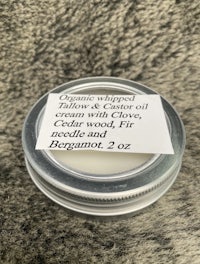 Organic whipped
Tallow & Castor oil
cream with Clove,
Cedar wood, Fir
needle and
Bergamot. 2 oz